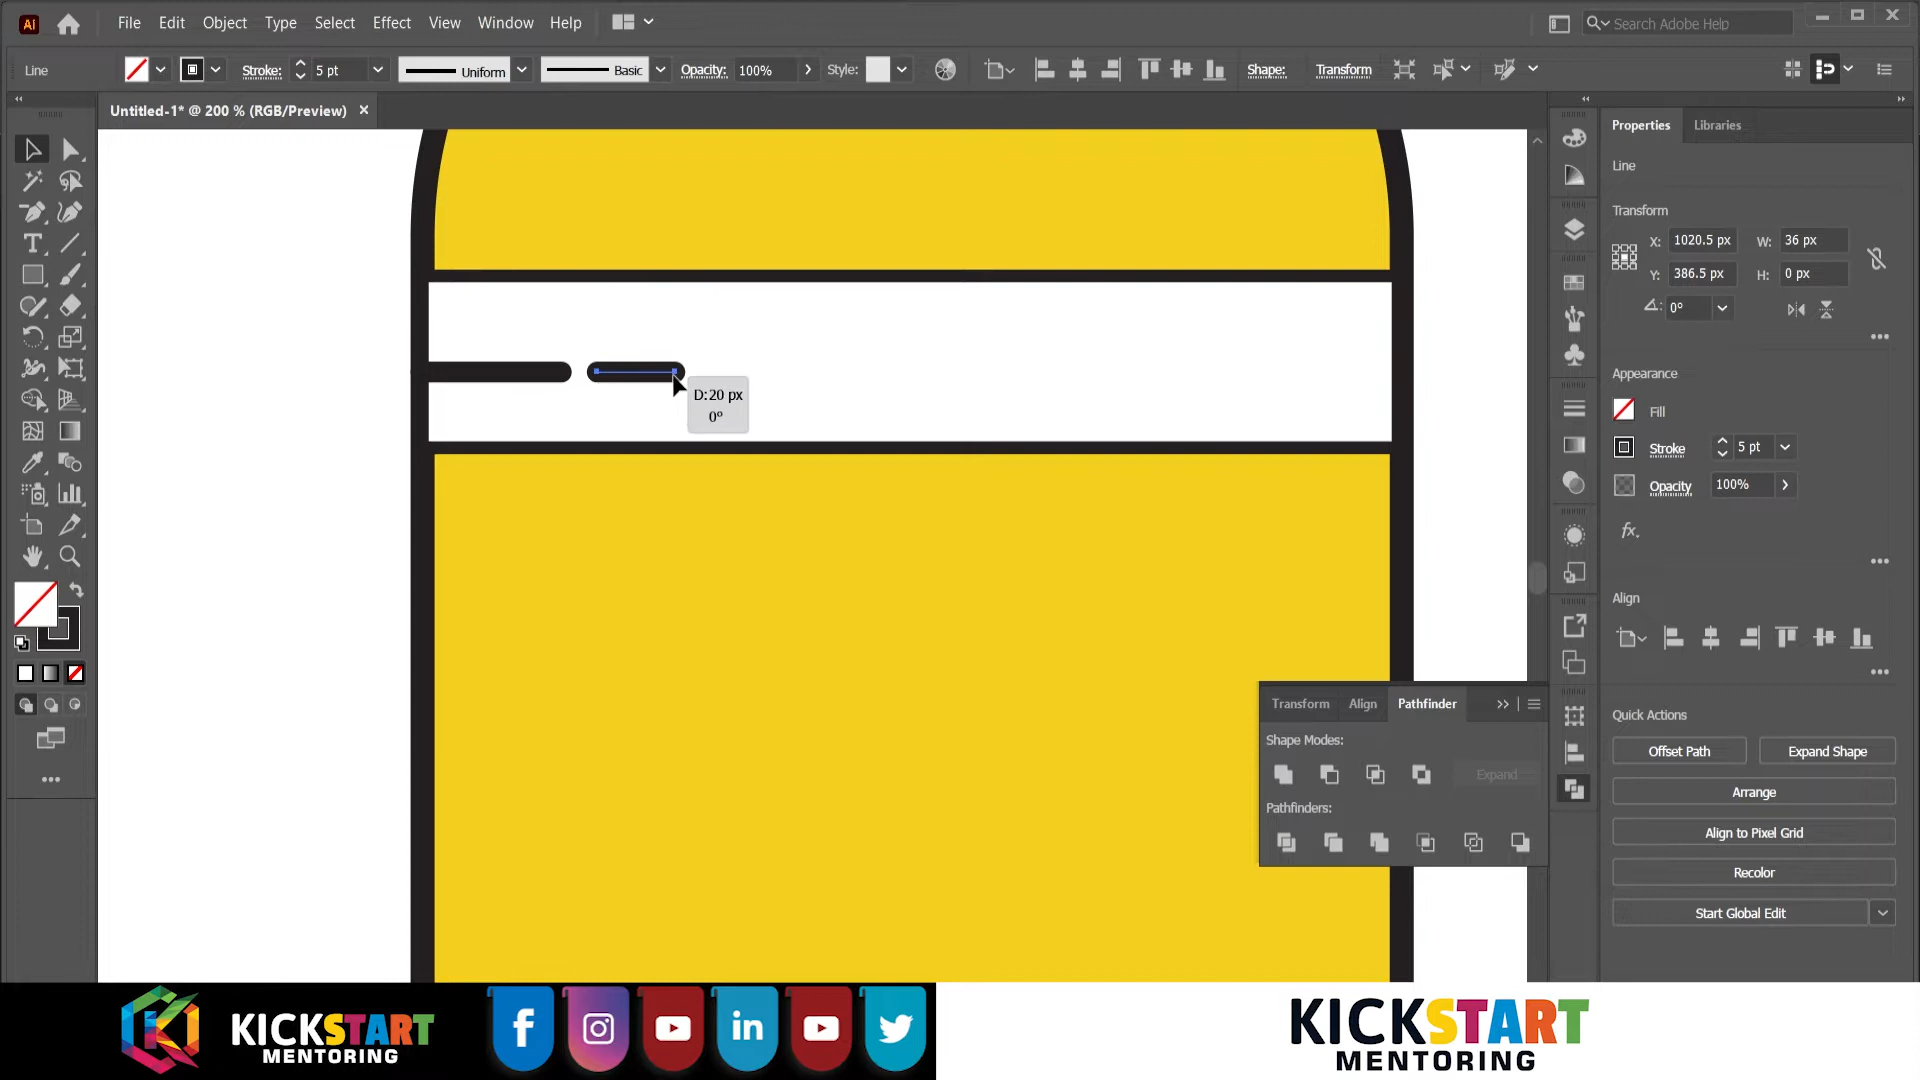 Ai
File Edit Object Type Select Effect View Window Help
Search Adobe Help
Line
Stroke: 5 pt
Uniform
Basic
Opacity: 100%
Style:
Shape: Transform
Untitled-1* @ 200 % (RGB/Preview) ×
Properties Libraries
Line
Transform
X: 1020.5 px W: 36 px
Y: 386.5 px H: 0 px
0°
Appearance
Fill
Stroke 5 pt
Opacity 100%
fx.
Align
Quick Actions
Offset Path Expand Shape
Arrange
Align to Pixel Grid
Recolor
Start Global Edit
D:20 px
0°
Transform Align Pathfinder
Shape Modes:
Expand
Pathfinders:
KICKSTART
MENTORING
KICKSTART
MENTORING